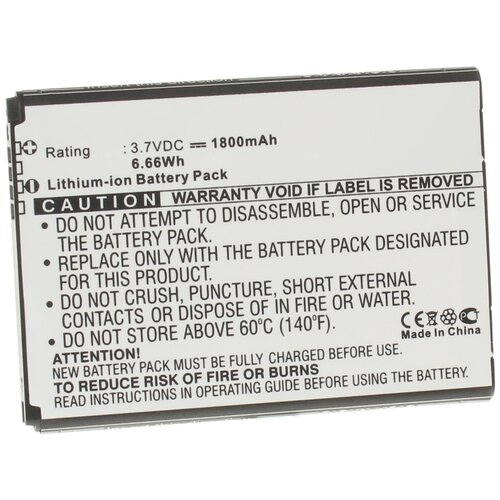 Rating : 3.7VDC ⎓ 1800mAh
6.66Wh
Lithium-ion Battery Pack
CAUTION WARRANTY VOID IF LABEL IS REMOVED
• DO NOT ATTEMPT TO DISASSEMBLE, OPEN OR SERVICE
THE BATTERY PACK.
• REPLACE ONLY WITH THE BATTERY PACK DESIGNATED
FOR THIS PRODUCT.
• DO NOT CRUSH, PUNCTURE, SHORT EXTERNAL
CONTACTS OR DISPOSE OF IN FIRE OR WATER.
• DO NOT STORE ABOVE 60°C (140°F).
CE
Made In China
ATTENTION!
NEW BATTERY PACK MUST BE FULLY CHARGED BEFORE USE
TO REDUCE RISK OF FIRE OR BURNS
READ OPERATING GUIDE BEFORE USING THE BATTERY.